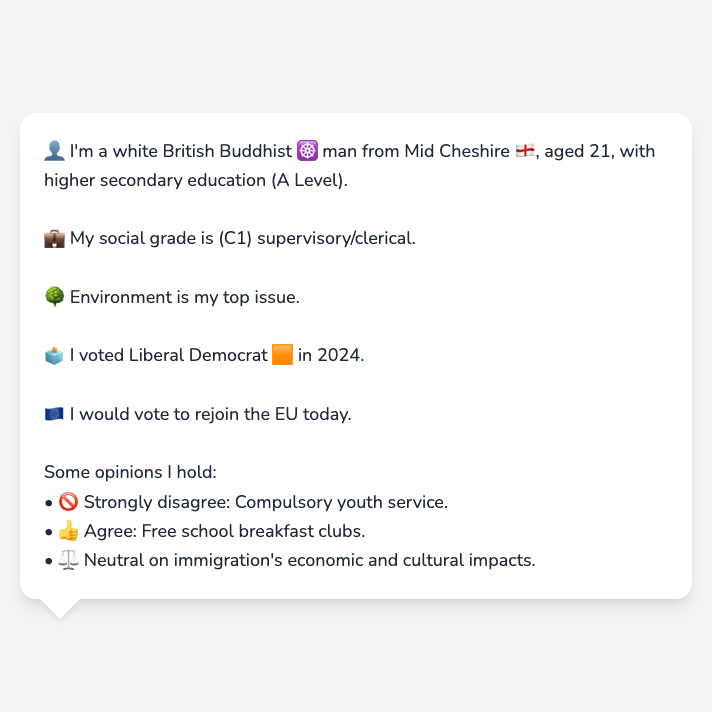 👤 I'm a white British Buddhist ☸️ man from Mid Cheshire 🏴󠁧󠁢󠁥󠁮󠁧󠁿, aged 21, with
higher secondary education (A Level).
💼 My social grade is (C1) supervisory/clerical.
🌳 Environment is my top issue.
🗳️ I voted Liberal Democrat 🟧 in 2024.
🇪🇺 I would vote to rejoin the EU today.
Some opinions I hold:
• 🚫 Strongly disagree: Compulsory youth service.
• 👍 Agree: Free school breakfast clubs.
• ⚖️ Neutral on immigration's economic and cultural impacts.